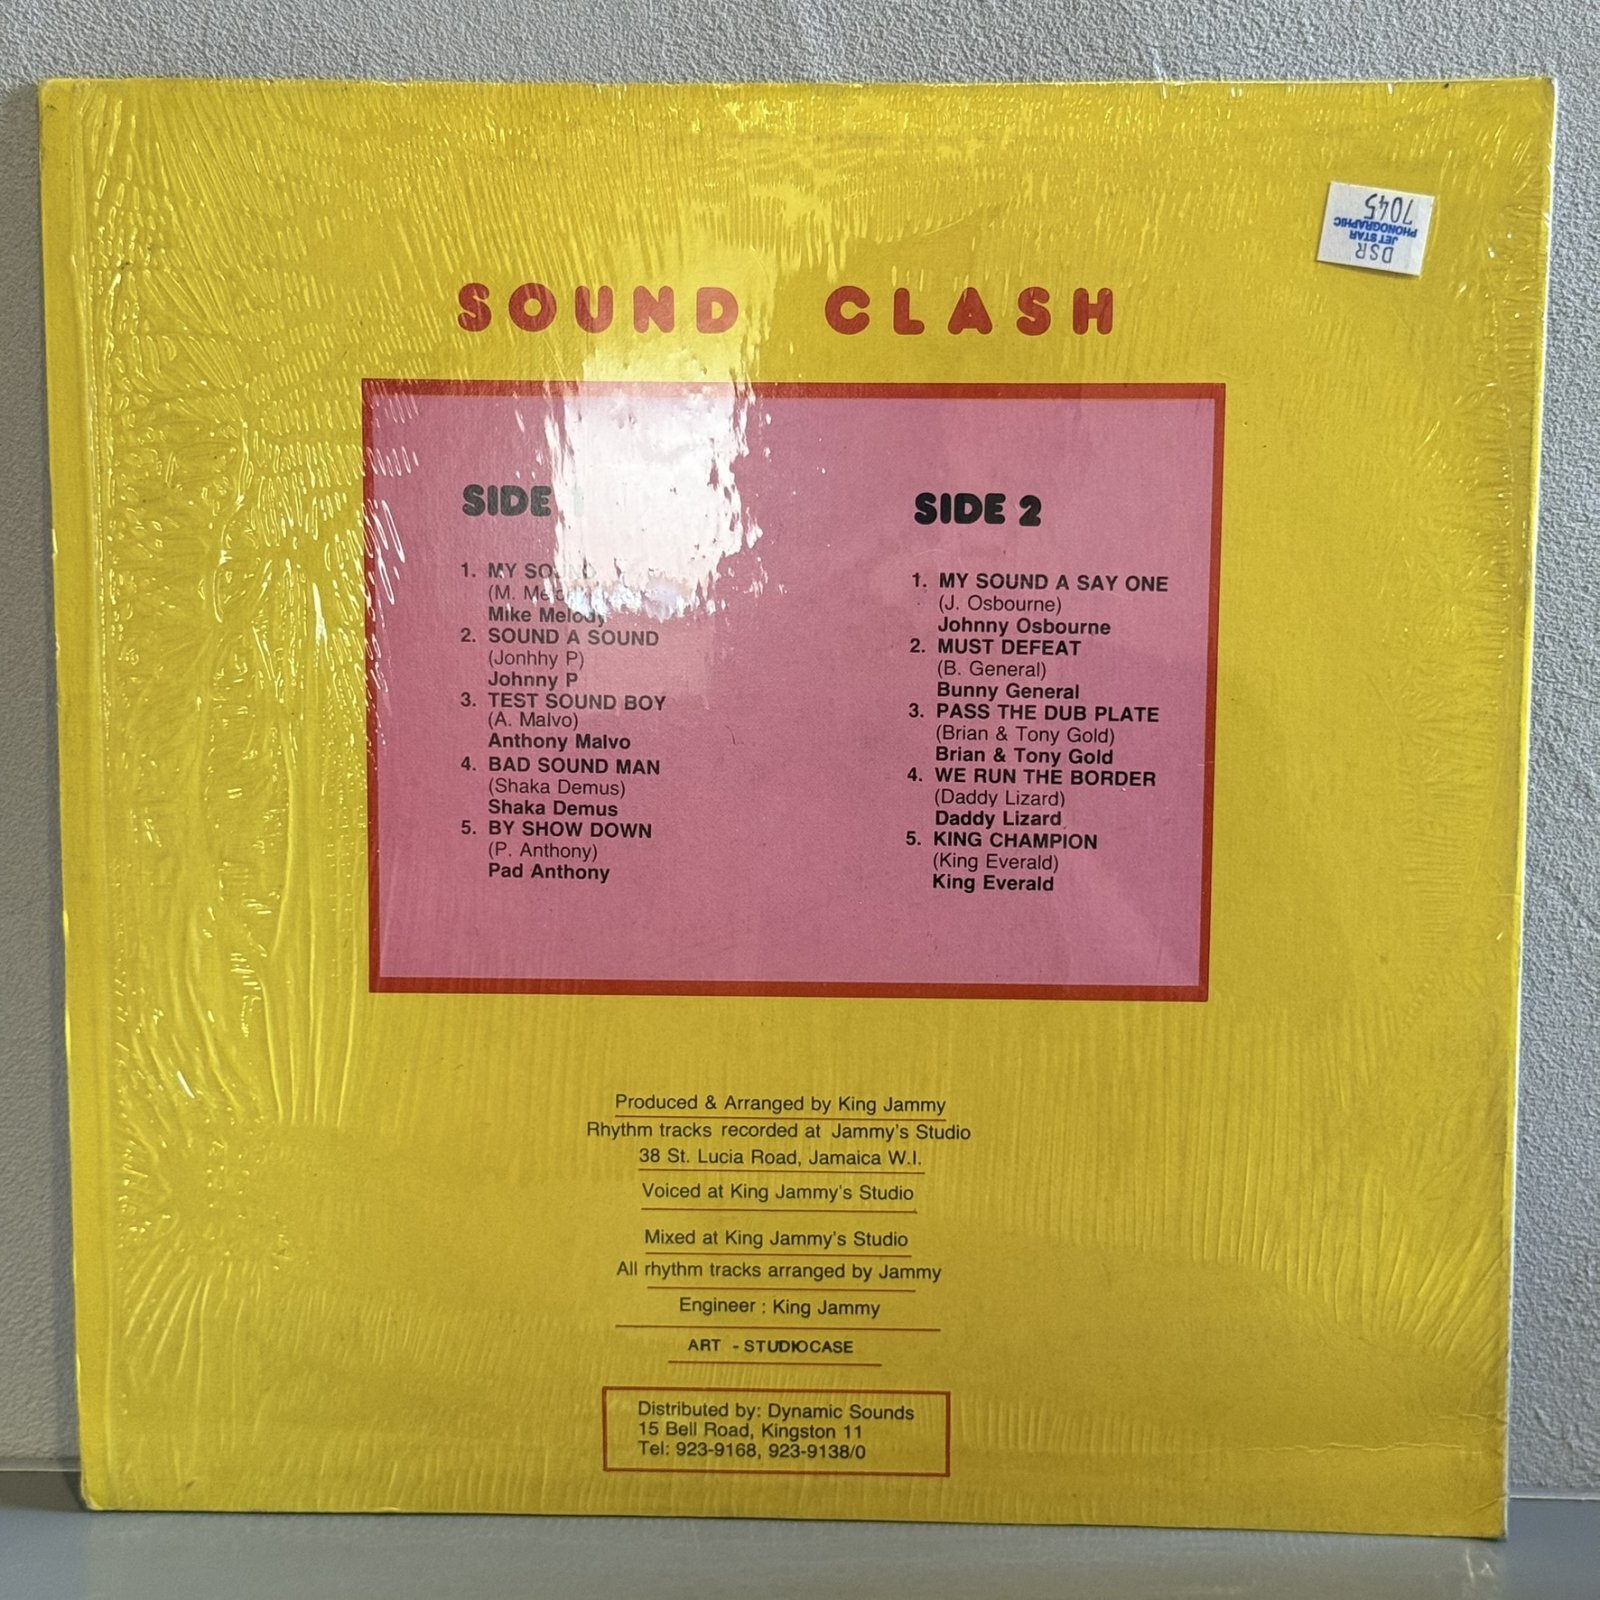 DSR
JET STAR
PHONOGRAPHIC
7045
SOUND CLASH
SIDE 1
1. MY SOUND
(M. Melody)
Mike Melody
2. SOUND A SOUND
(Jonhhy P)
Johnny P
3. TEST SOUND BOY
(A. Malvo)
Anthony Malvo
4. BAD SOUND MAN
(Shaka Demus)
Shaka Demus
5. BY SHOW DOWN
(P. Anthony)
Pad Anthony
SIDE 2
1. MY SOUND A SAY ONE
(J. Osbourne)
Johnny Osbourne
2. MUST DEFEAT
(B. General)
Bunny General
3. PASS THE DUB PLATE
(Brian & Tony Gold)
Brian & Tony Gold
4. WE RUN THE BORDER
(Daddy Lizard)
Daddy Lizard
5. KING CHAMPION
(King Everald)
King Everald
Produced & Arranged by King Jammy
Rhythm tracks recorded at Jammy's Studio
38 St. Lucia Road, Jamaica W.I.
Voiced at King Jammy's Studio
Mixed at King Jammy's Studio
All rhythm tracks arranged by Jammy
Engineer : King Jammy
ART - STUDIOCASE
Distributed by: Dynamic Sounds
15 Bell Road, Kingston 11
Tel: 923-9168, 923-9138/0